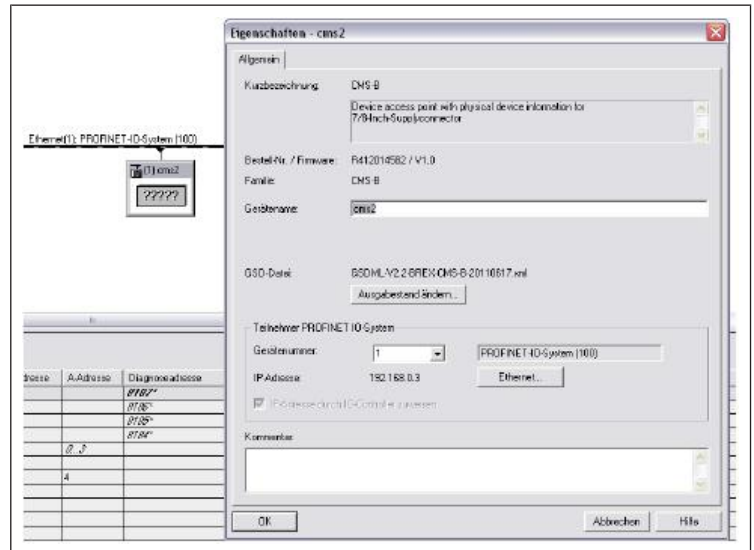 Eigenschaften - cms2
Allgemein
Kurzbezeichnung: CMS-B
Device access point with physical device information for
7/8-Inch-Supplyconnector
Ethernet(1): PROFINET-IO-System (100)
(1) cms2
?????
Bestell-Nr. / Firmware: R412014582 / V1.0
Familie: CMS-B
Gerätename: cms2
GSD-Datei: GSDML-V2.2-BREX-CMS-B-20110617.xml
Ausgabestand ändern...
Teilnehmer PROFINET IO-System
Gerätenummer: 1 PROFINET-IO-System (100)
IP-Adresse: 192.168.0.3 Ethernet...
IP-Adresse durch IO-Controller zuweisen
Kommentar:
OK Abbrechen Hilfe
dresse A-Adresse Diagnoseadresse
8187*
8186*
8185*
8184*
0...3
4